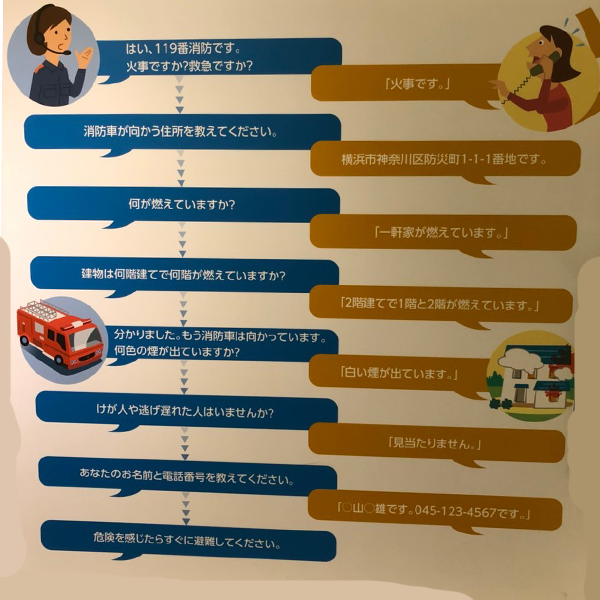 はい、119番消防です。
火事ですか?救急ですか?
「火事です。」
消防車が向かう住所を教えてください。
横浜市神奈川区防災町1-1-1番地です。
何が燃えていますか?
「一軒家が燃えています。」
建物は何階建てで何階が燃えていますか?
「2階建てで1階と2階が燃えています。」
分かりました。もう消防車は向かっています。
何色の煙が出ていますか?
「白い煙が出ています。」
けが人や逃げ遅れた人はいませんか?
「見当たりません。」
あなたのお名前と電話番号を教えてください。
「○山○雄です。045-123-4567です。」
危険を感じたらすぐに避難してください。